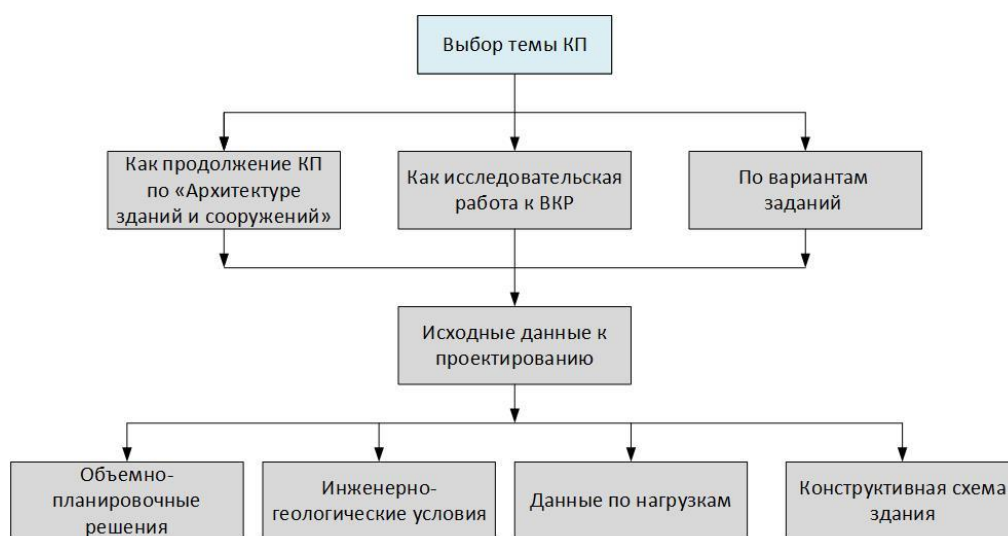 Выбор темы КП
Как продолжение КП
по «Архитектуре
зданий и сооружений»
Как исследовательская
работа к ВКР
По вариантам
заданий
Исходные данные к
проектированию
Объемно-
планировочные
решения
Инженерно-
геологические условия
Данные по нагрузкам
Конструктивная схема
здания